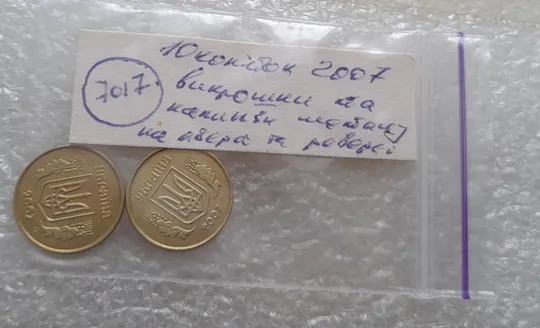 10 копійок 2007
7017.
викрошки та
наплив металу
на аверсі та реверсі
УКРАЇНА
УКРАЇНА